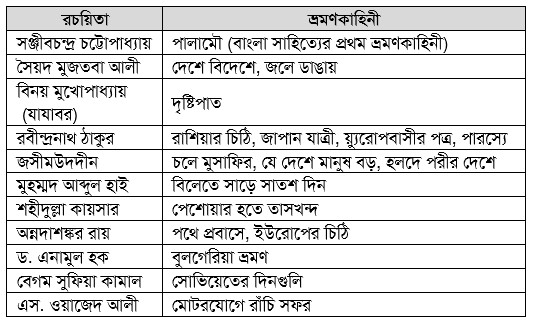 রচয়িতা ভ্রমণকাহিনী
সঞ্জীবচন্দ্র চট্টোপাধ্যায় পালামৌ (বাংলা সাহিত্যের প্রথম ভ্রমণকাহিনী)
সৈয়দ মুজতবা আলী দেশে বিদেশে, জলে ডাঙায়
বিনয় মুখোপাধ্যায়
(যাযাবর) দৃষ্টিপাত
রবীন্দ্রনাথ ঠাকুর রাশিয়ার চিঠি, জাপান যাত্রী, য়্যুরোপবাসীর পত্র, পারস্যে
জসীমউদদীন চলে মুসাফির, যে দেশে মানুষ বড়, হলদে পরীর দেশে
মুহম্মদ আব্দুল হাই বিলেতে সাড়ে সাতশ দিন
শহীদুল্লা কায়সার পেশোয়ার হতে তাসখন্দ
অন্নদাশঙ্কর রায় পথে প্রবাসে, ইউরোপের চিঠি
ড. এনামুল হক বুলগেরিয়া ভ্রমণ
বেগম সুফিয়া কামাল সোভিয়েতের দিনগুলি
এস. ওয়াজেদ আলী মোটরযোগে রাঁচি সফর